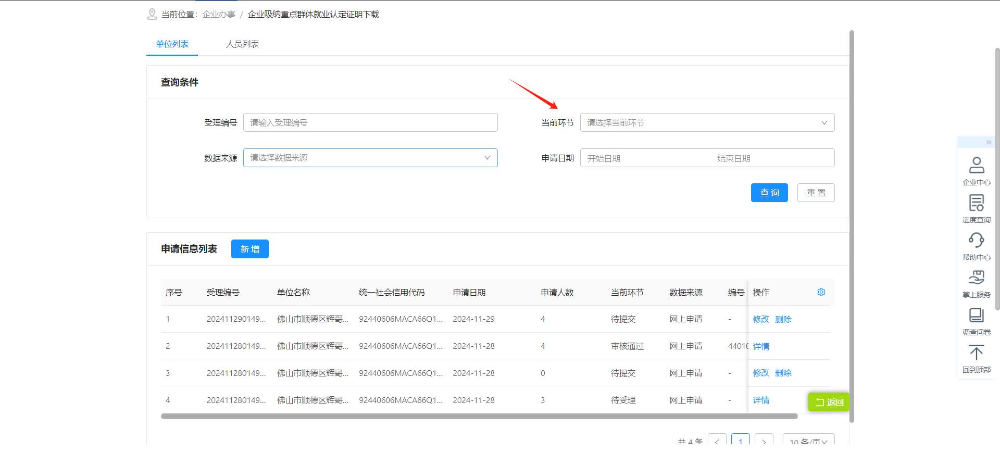 当前位置： 企业办事 / 企业吸纳重点群体就业认定证明下载
单位列表 人员列表
查询条件
受理编号 请输入受理编号 当前环节 请选择当前环节
数据来源 请选择数据来源 申请日期 开始日期 结束日期
查 询 重 置
申请信息列表 新 增
序号 受理编号 单位名称 统一社会信用代码 申请日期 申请人数 当前环节 数据来源 编号 操作
1 202411290149... 佛山市顺德区辉哥... 92440606MACA66Q1... 2024-11-29 4 待提交 网上申请 - 修改 删除
2 202411280149... 佛山市顺德区辉哥... 92440606MACA66Q1... 2024-11-28 4 审核通过 网上申请 44010 详情
3 202411280149... 佛山市顺德区辉哥... 92440606MACA66Q1... 2024-11-28 0 待提交 网上申请 - 修改 删除
4 202411280149... 佛山市顺德区辉哥... 92440606MACA66Q1... 2024-11-28 3 待受理 网上申请 - 详情
返回
共 4 条 < 1 > 10 条/页
企业中心
进度查询
帮助中心
掌上服务
调查问卷
回到顶部